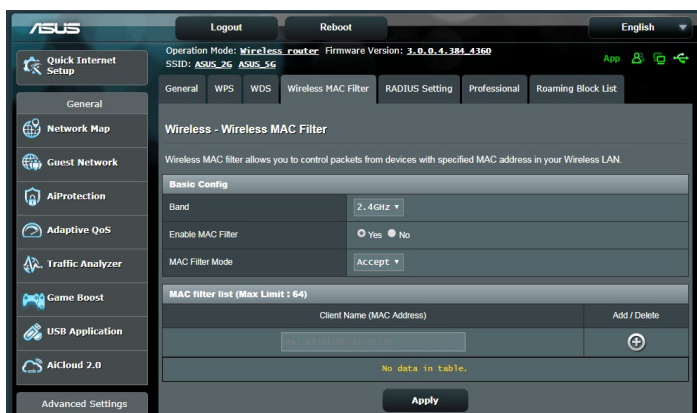 ASUS
Logout
Reboot
English
Quick Internet
Setup
Operation Mode: Wireless router Firmware Version: 3.0.0.4.384_4360
SSID: ASUS_2G ASUS_5G
App
General
WPS
WDS
Wireless MAC Filter
RADIUS Setting
Professional
Roaming Block List
General
Network Map
Guest Network
AiProtection
Adaptive QoS
Traffic Analyzer
Game Boost
USB Application
AiCloud 2.0
Advanced Settings
Wireless - Wireless MAC Filter
Wireless MAC filter allows you to control packets from devices with specified MAC address in your Wireless LAN.
Basic Config
Band
2.4GHz
Enable MAC Filter
Yes No
MAC Filter Mode
Accept
MAC filter list (Max Limit : 64)
Client Name (MAC Address)
Add / Delete
No data in table.
Apply